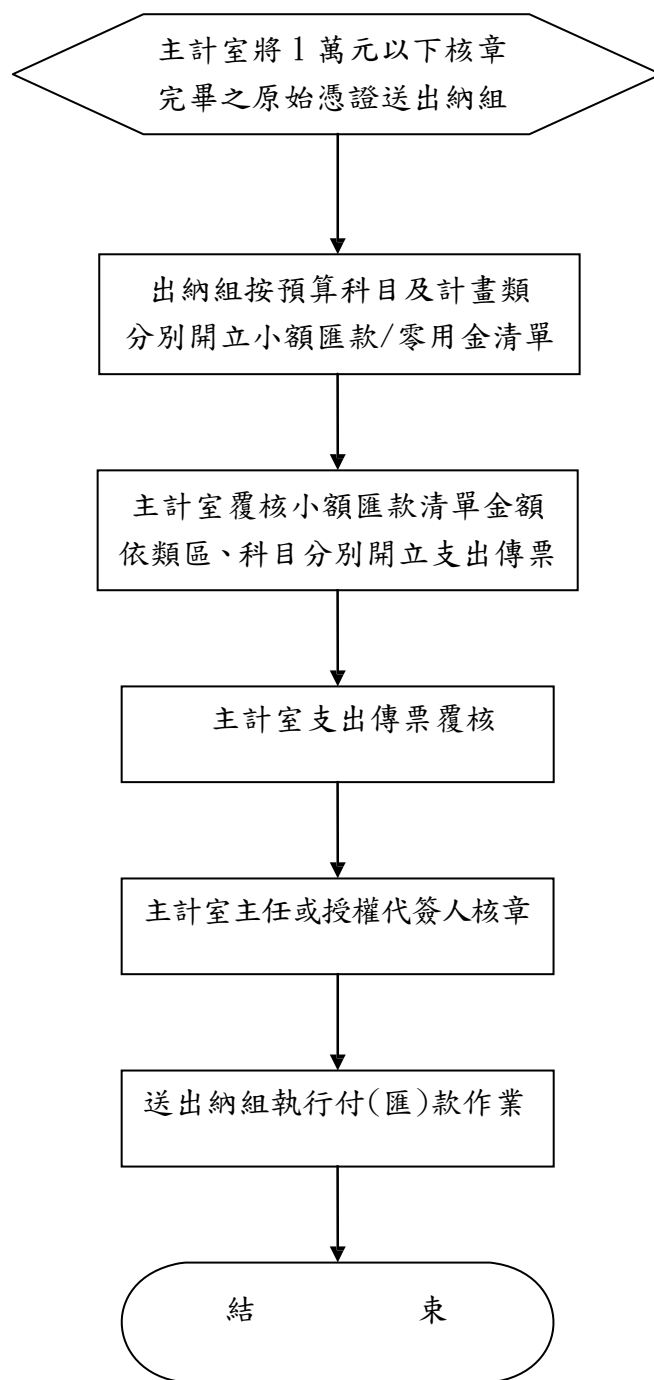 主計室將1萬元以下核章
完畢之原始憑證送出納組
出納組按預算科目及計畫類
分別開立小額匯款/零用金清單
主計室覆核小額匯款清單金額
依類區、科目分別開立支出傳票
主計室支出傳票覆核
主計室主任或授權代簽人核章
送出納組執行付(匯)款作業
結 束